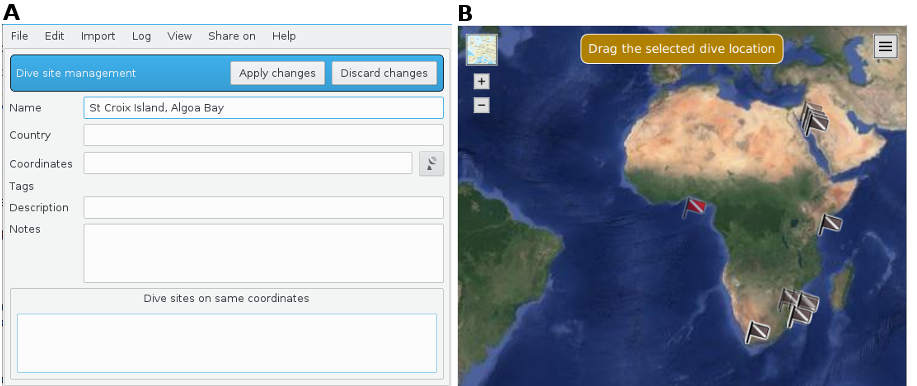 A
B
File Edit Import Log View Share on Help
Dive site management Apply changes Discard changes
Name St Croix Island, Algoa Bay
Country
Coordinates
Tags
Description
Notes
Dive sites on same coordinates
Drag the selected dive location
+
−